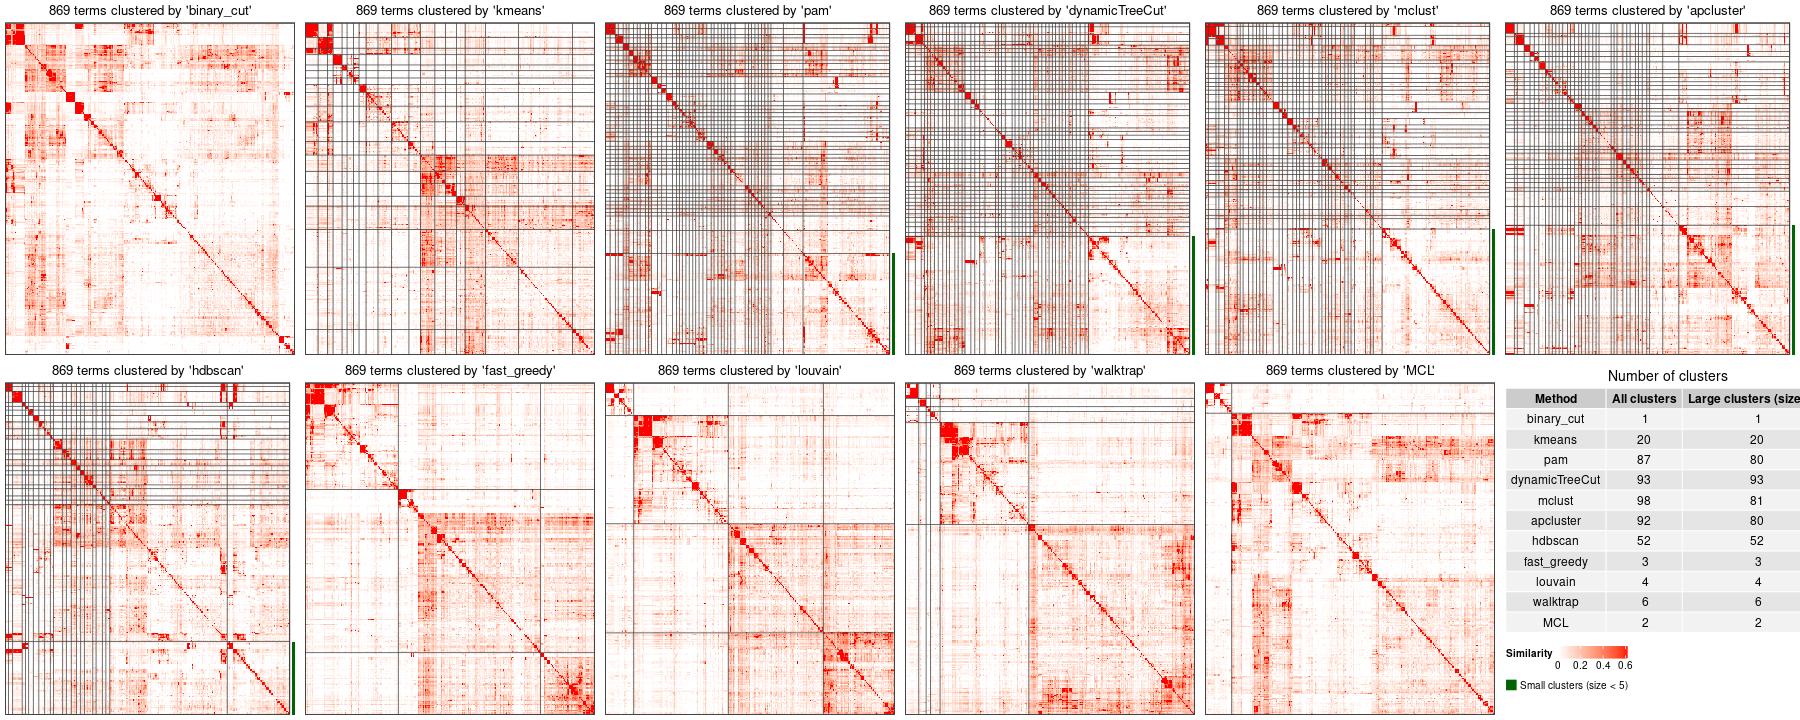 869 terms clustered by 'binary_cut'
869 terms clustered by 'kmeans'
869 terms clustered by 'pam'
869 terms clustered by 'dynamicTreeCut'
869 terms clustered by 'mclust'
869 terms clustered by 'apcluster'
869 terms clustered by 'hdbscan'
869 terms clustered by 'fast_greedy'
869 terms clustered by 'louvain'
869 terms clustered by 'walktrap'
869 terms clustered by 'MCL'
Number of clusters
Method All clusters Large clusters (size
binary_cut 1 1
kmeans 20 20
pam 87 80
dynamicTreeCut 93 93
mclust 98 81
apcluster 92 80
hdbscan 52 52
fast_greedy 3 3
louvain 4 4
walktrap 6 6
MCL 2 2
Similarity
0 0.2 0.4 0.6
Small clusters (size < 5)